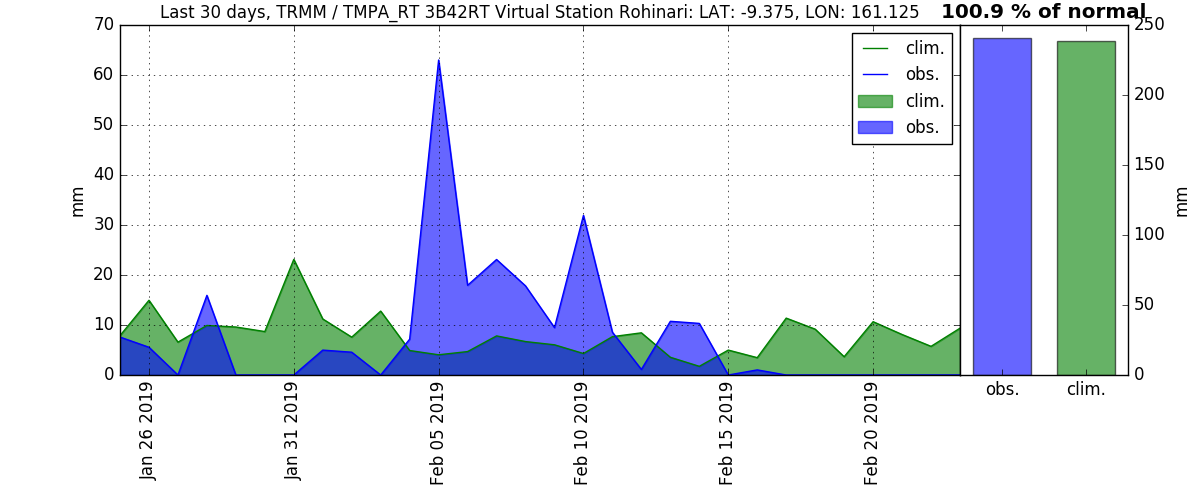 Last 30 days, TRMM / TMPA_RT 3B42RT Virtual Station Rohinari: LAT: -9.375, LON: 161.125
100.9 % of normal
70
60
50
40
30
20
10
0
mm
clim.
obs.
clim.
obs.
Jan 26 2019
Jan 31 2019
Feb 05 2019
Feb 10 2019
Feb 15 2019
Feb 20 2019
250
200
150
100
50
0
mm
obs.
clim.